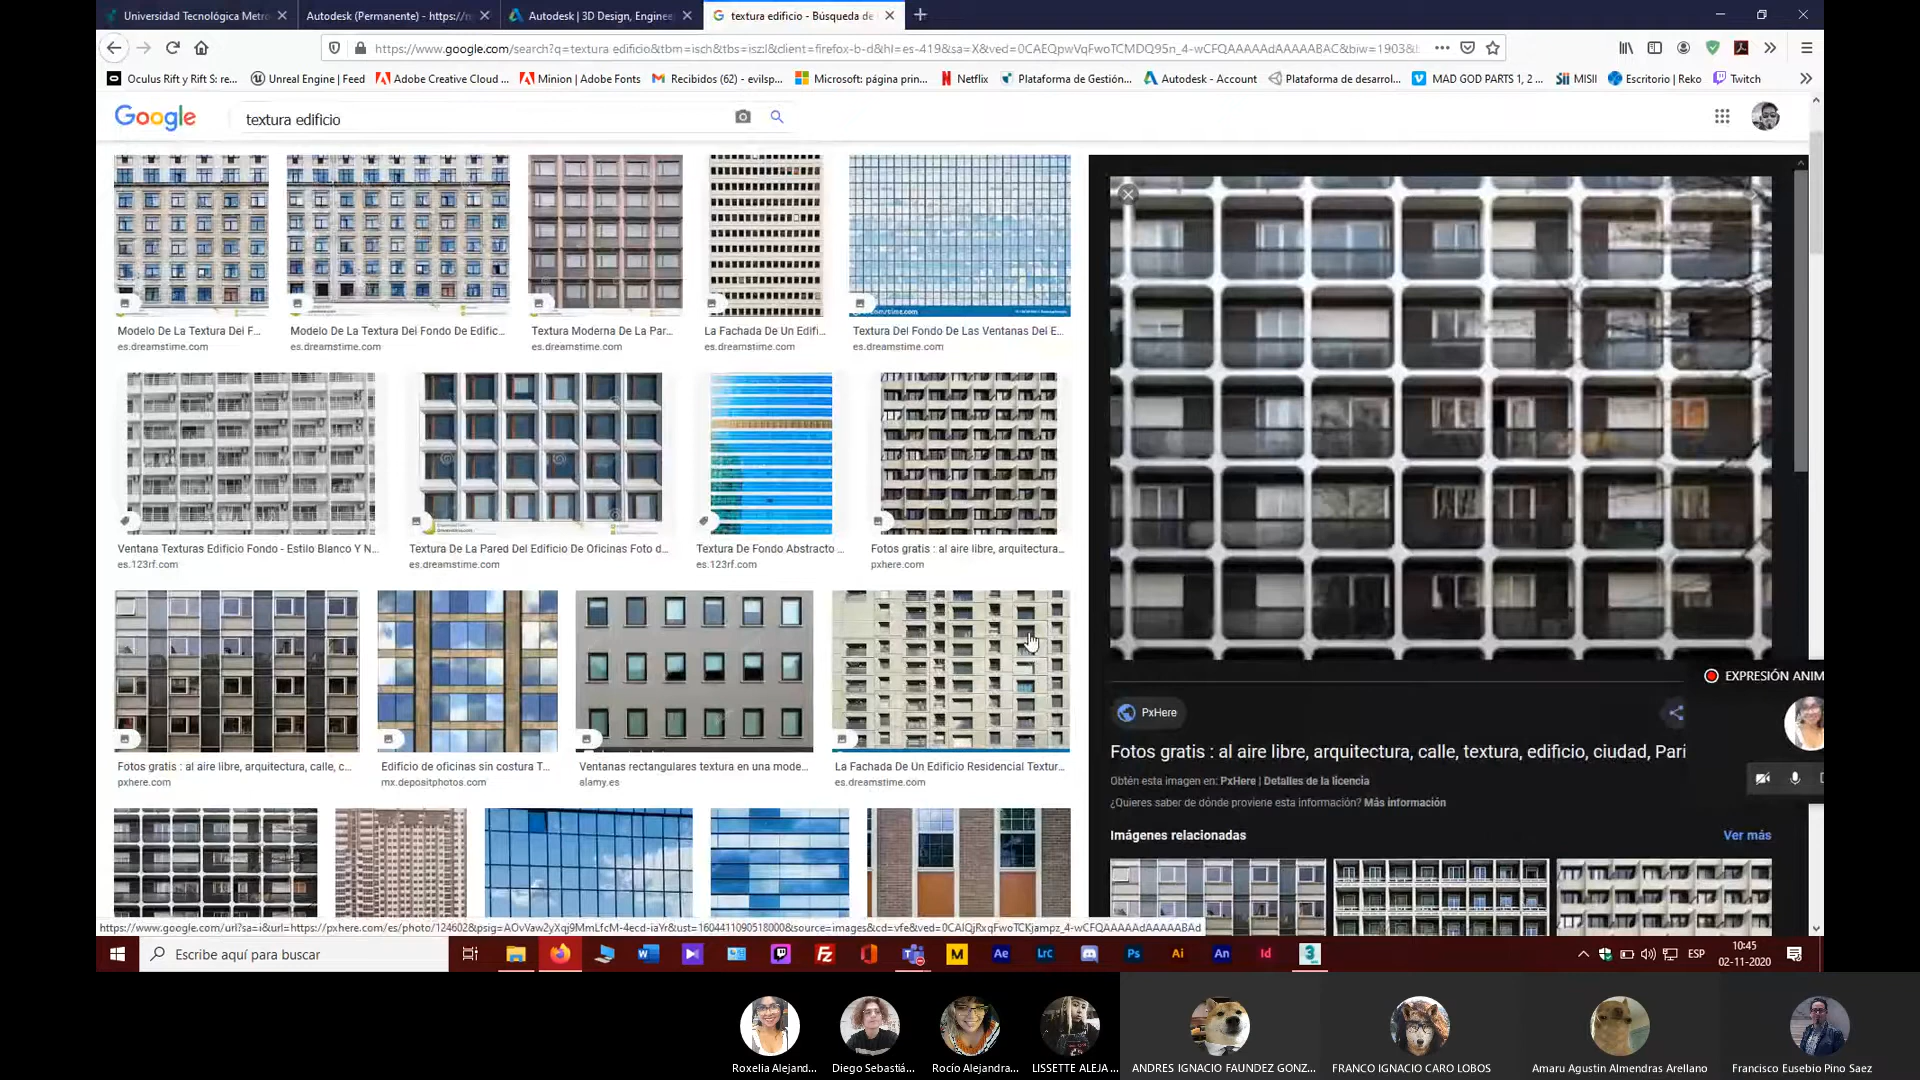 Universidad Tecnológica Metro
Autodesk (Permanente) - https://n
Autodesk | 3D Design, Enginee
textura edificio - Búsqueda de
https://www.google.com/search?q=textura edificio&tbm=isch&tbs=isz:l&client=firefox-b-d&hl=es-419&sa=X&ved=0CAEQpwVqFwoTCMDQ95n_4-wCFQAAAAAdAAAAABAC&biw=1903&
Oculus Rift y Rift S: re...
Unreal Engine | Feed
Adobe Creative Cloud ...
Minion | Adobe Fonts
Recibidos (62) - evilsp...
Microsoft: página prin...
Netflix
Plataforma de Gestión...
Autodesk - Account
Plataforma de desarrol...
MAD GOD PARTS 1, 2 ...
Sii MISII
Escritorio | Reko
Twitch
Google
textura edificio
Modelo De La Textura Del F...
es.dreamstime.com
Modelo De La Textura Del Fondo De Edific...
es.dreamstime.com
Textura Moderna De La Par...
es.dreamstime.com
La Fachada De Un Edifi...
es.dreamstime.com
Textura Del Fondo De Las Ventanas Del E...
es.dreamstime.com
Ventana Texturas Edificio Fondo - Estilo Blanco Y N...
es.123rf.com
Textura De La Pared Del Edificio De Oficinas Foto d...
es.dreamstime.com
Textura De Fondo Abstracto ...
es.123rf.com
Fotos gratis : al aire libre, arquitectura...
pxhere.com
Fotos gratis : al aire libre, arquitectura, calle, c...
pxhere.com
Edificio de oficinas sin costura T...
mx.depositphotos.com
Ventanas rectangulares textura en una mode...
alamy.es
La Fachada De Un Edificio Residencial Textur...
es.dreamstime.com
EXPRESIÓN ANIM
PxHere
Fotos gratis : al aire libre, arquitectura, calle, textura, edificio, ciudad, Parí
Obtén esta imagen en: PxHere | Detalles de la licencia
¿Quieres saber de dónde proviene esta información? Más información
Imágenes relacionadas
Ver más
https://www.google.com/url?sa=i&url=https://pxhere.com/es/photo/124602&psig=AOvVaw2yXqj9MmLfcM-4ecd-iaYr&ust=1604411090518000&source=images&cd=vfe&ved=0CAIQjRxqFwoTCKjampz_4-wCFQAAAAAdAAAAABAd
Escribe aquí para buscar
ESP
10:45
02-11-2020
Roxelia Alejand...
Diego Sebastiá...
Rocío Alejandra...
LISSETTE ALEJA ...
ANDRES IGNACIO FAUNDEZ GONZ...
FRANCO IGNACIO CARO LOBOS
Amaru Agustin Almendras Arellano
Francisco Eusebio Pino Saez